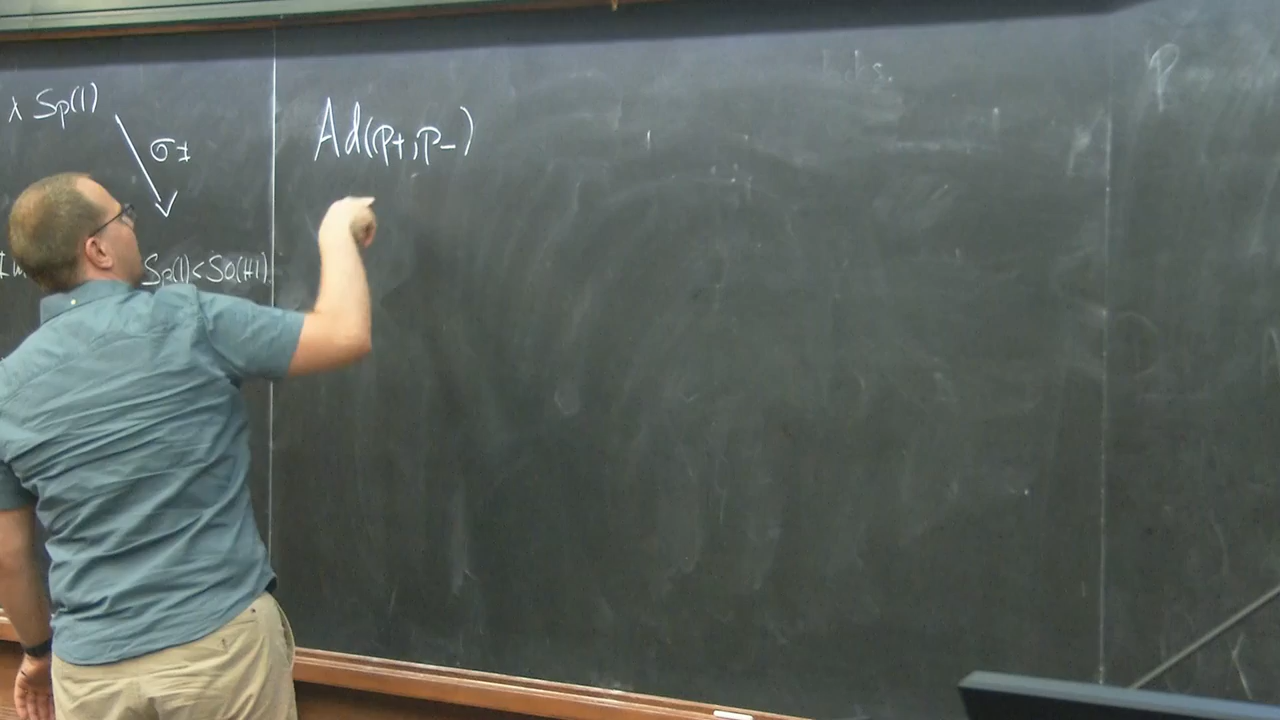 λ Sp(1)
σ±
Sp(1)<SO(H)
Ad(p+,p-)
P